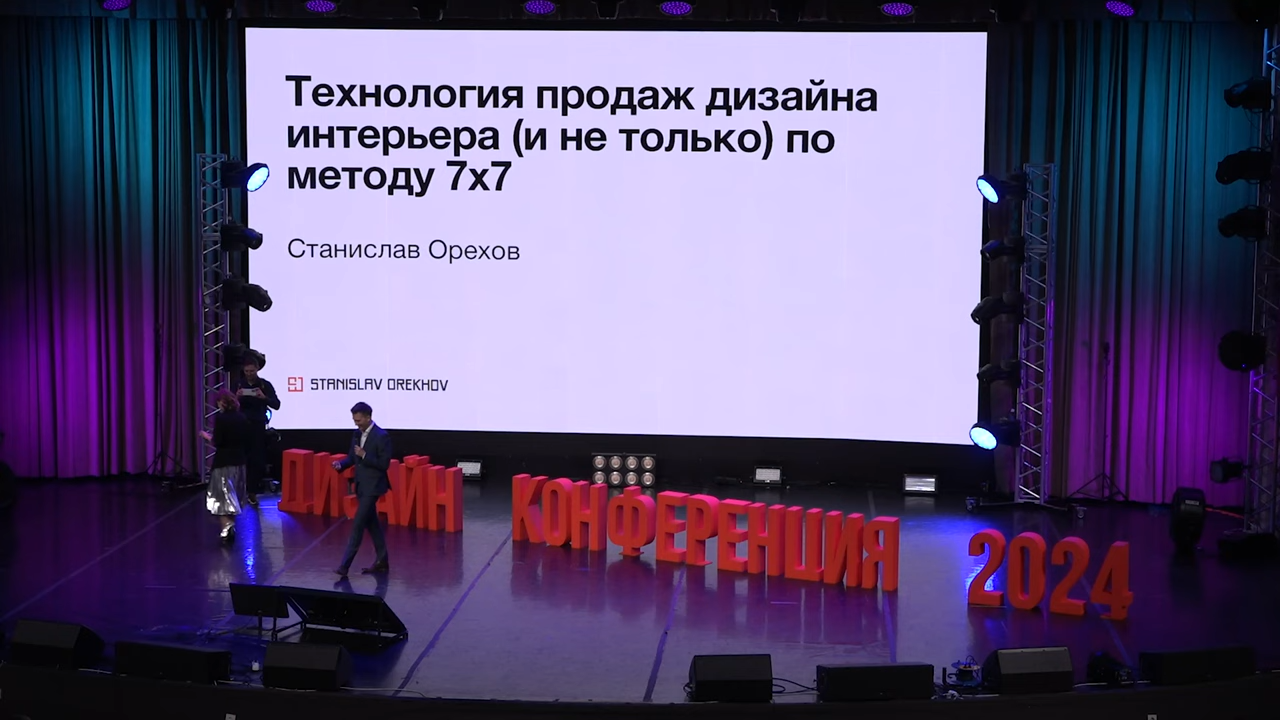 Технология продаж дизайна
интерьера (и не только) по
методу 7х7
Станислав Орехов
STANISLAV OREKHOV
ДИЗАЙН КОНФЕРЕНЦИЯ 2024